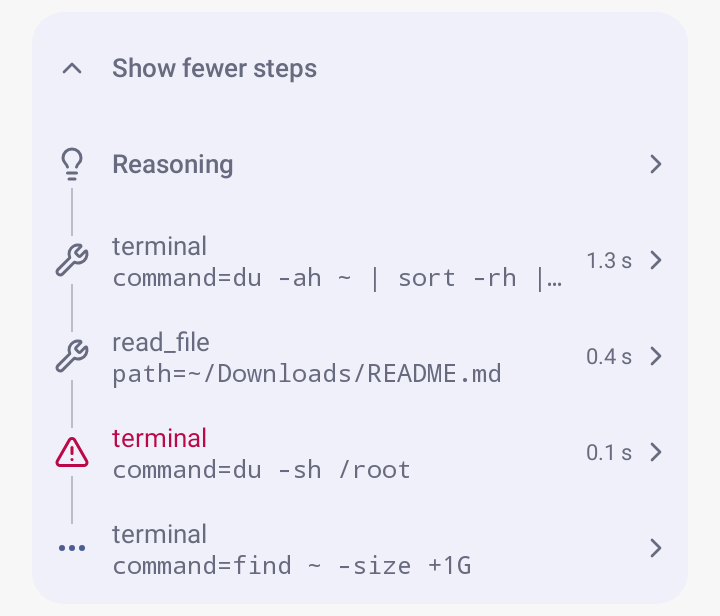 Show fewer steps
Reasoning
terminal
command=du -ah ~ | sort -rh |…
1.3 s
read_file
path=~/Downloads/README.md
0.4 s
terminal
command=du -sh /root
0.1 s
terminal
command=find ~ -size +1G